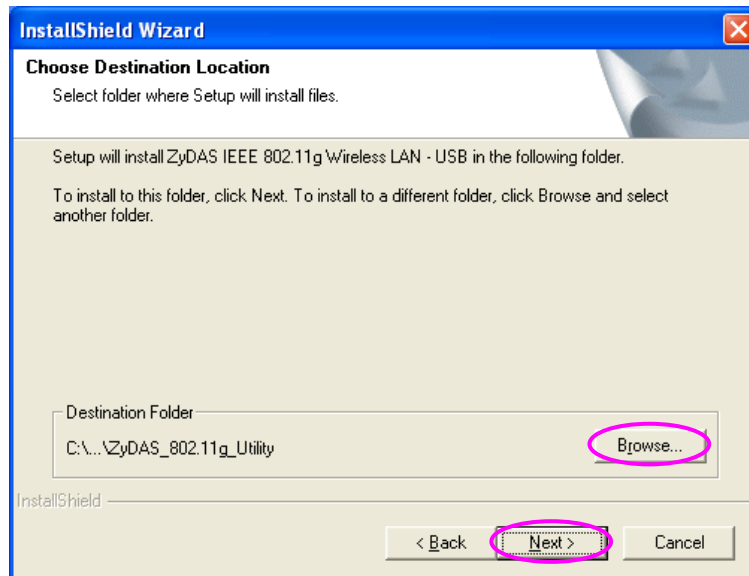 InstallShield Wizard
Choose Destination Location
Select folder where Setup will install files.
Setup will install ZyDAS IEEE 802.11g Wireless LAN - USB in the following folder.
To install to this folder, click Next. To install to a different folder, click Browse and select
another folder.
Destination Folder
C:\...\ZyDAS_802.11g_Utility
Browse...
InstallShield
< Back
Next >
Cancel